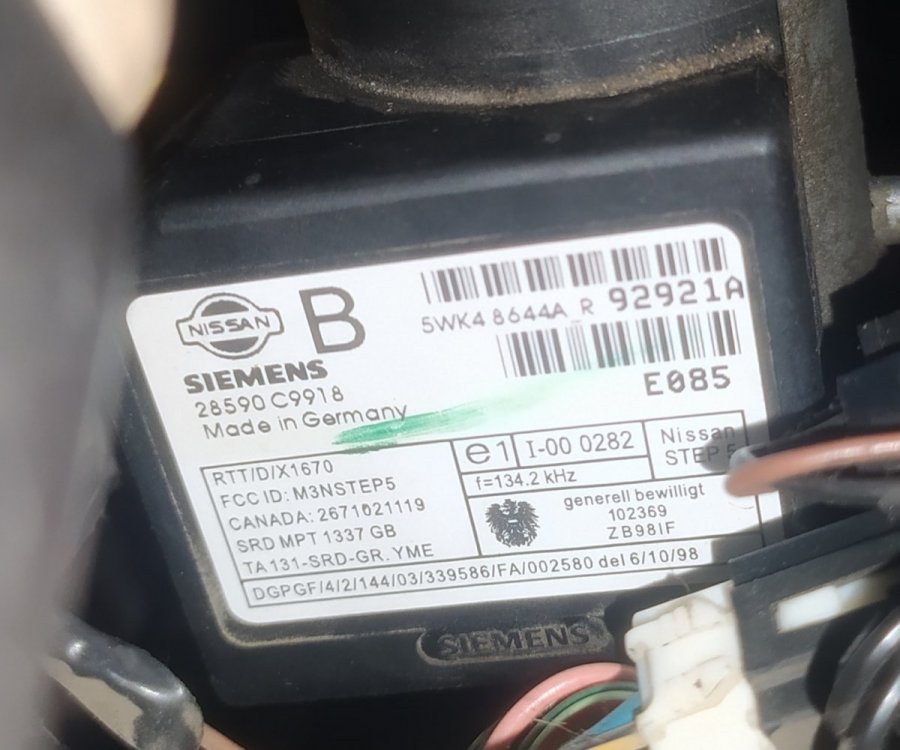 NISSAN
B
SIEMENS
28590 C9918
Made in Germany
5WK4 8644A R 92921A
E085
RTT/D/X1670
FCC ID: M3NSTEP5
CANADA: 2671021119
SRD MPT 1337 GB
TA131-SRD-GR. YME
e1 I-00 0282
Nissan
STEP 5
f=134.2 kHz
generell bewilligt
102369
ZB98IF
DGPGF/4/2/144/03/339586/FA/002580 del 6/10/98
SIEMENS